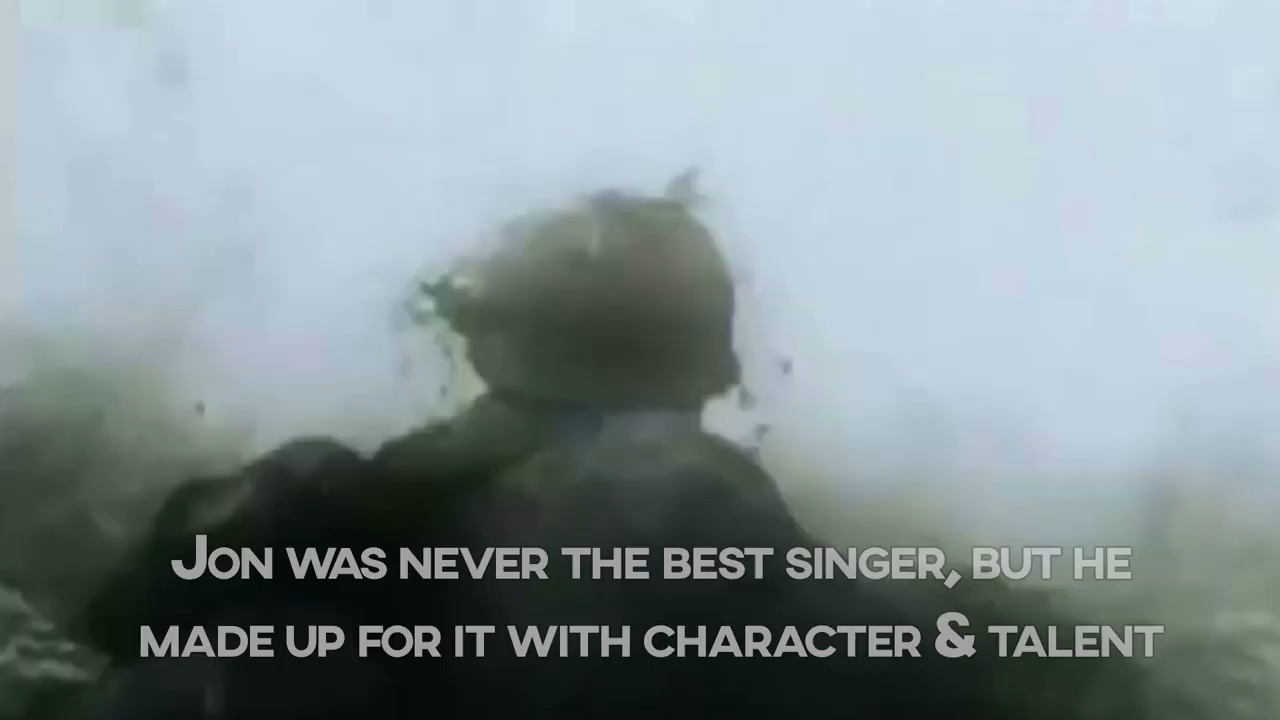 Jon was never the best singer, but he
made up for it with character & talent